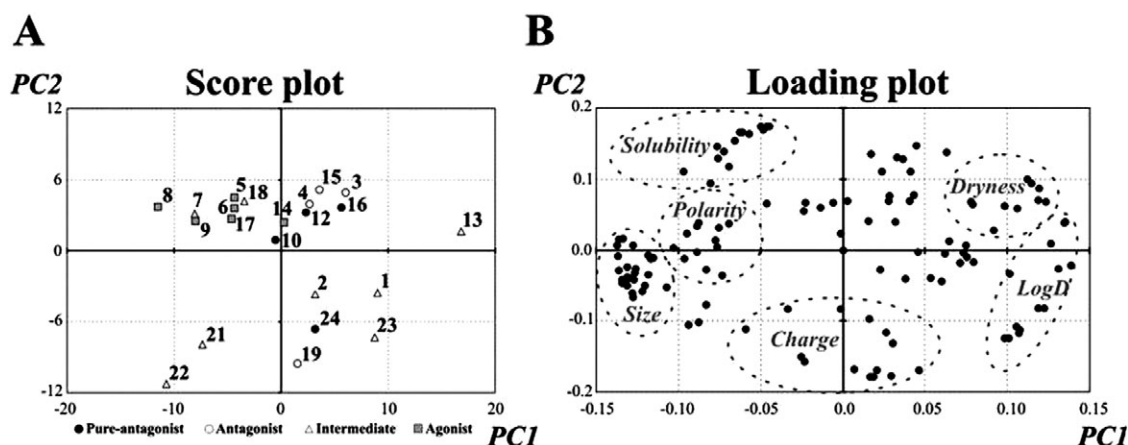 A
B
PC2
Score plot
PC2
Loading plot
12
6
0
-6
-12
-20
-10
0
10
20
8
7
9
5
6
18
17
14
10
4
12
15
3
16
13
2
1
24
23
19
21
22
Pure-antagonist
Antagonist
Intermediate
Agonist
PC1
0.2
0.1
0.0
-0.1
-0.2
-0.15
-0.10
-0.05
0.0
0.05
0.10
0.15
Solubility
Polarity
Size
Charge
Dryness
LogD
PC1